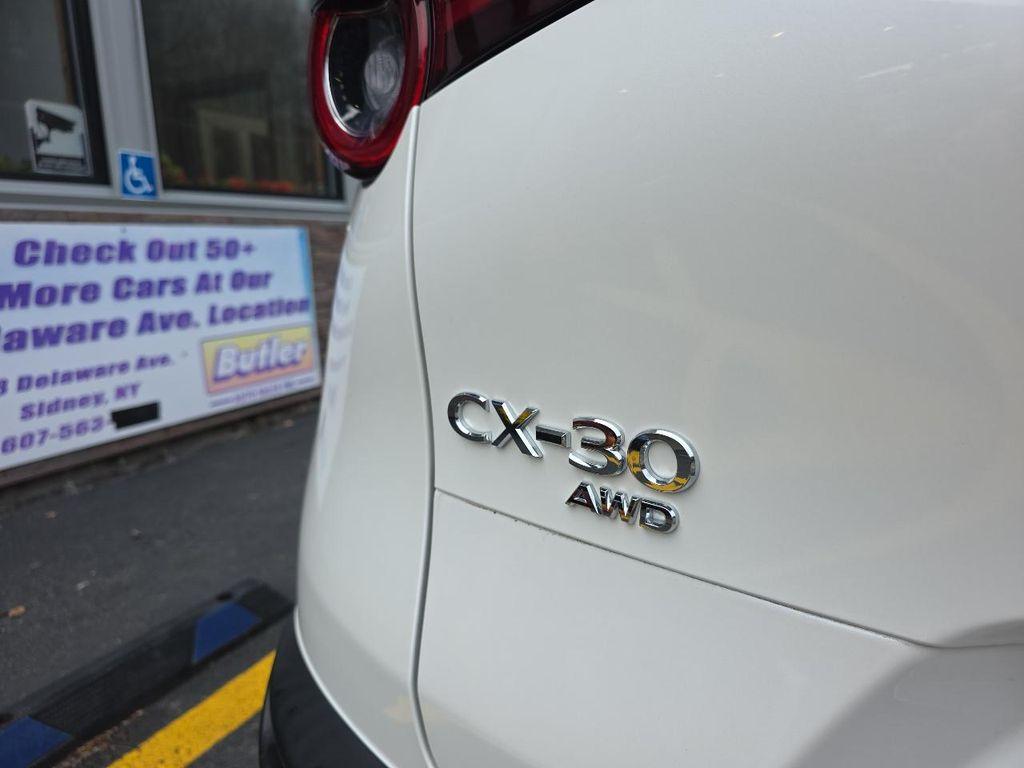 Check Out 50+
More Cars At Our
laware Ave. Location
Delaware Ave.
Sidney, NY
607-563-
Butler
CX-30
AWD